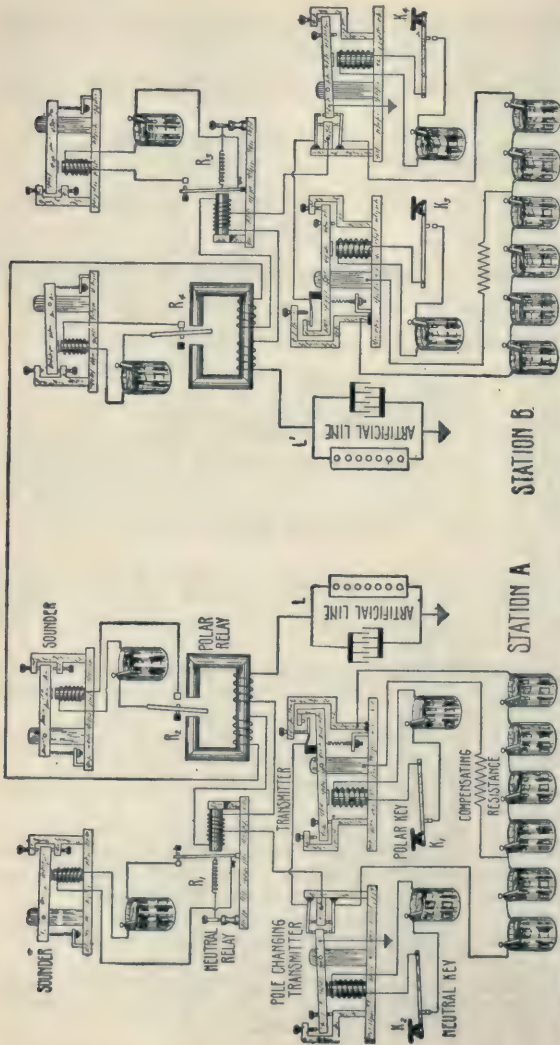 SOUNDER
SOUNDER
R₁
NEUTRAL
RELAY
R₂
POLAR
RELAY
R₄
R₃
POLE CHANGING
TRANSMITTER
TRANSMITTER
L
ARTIFICIAL LINE
L'
ARTIFICIAL LINE
K₂
NEUTRAL KEY
POLAR KEY
K₁
K₃
K₄
COMPENSATING
RESISTANCE
STATION A
STATION B.